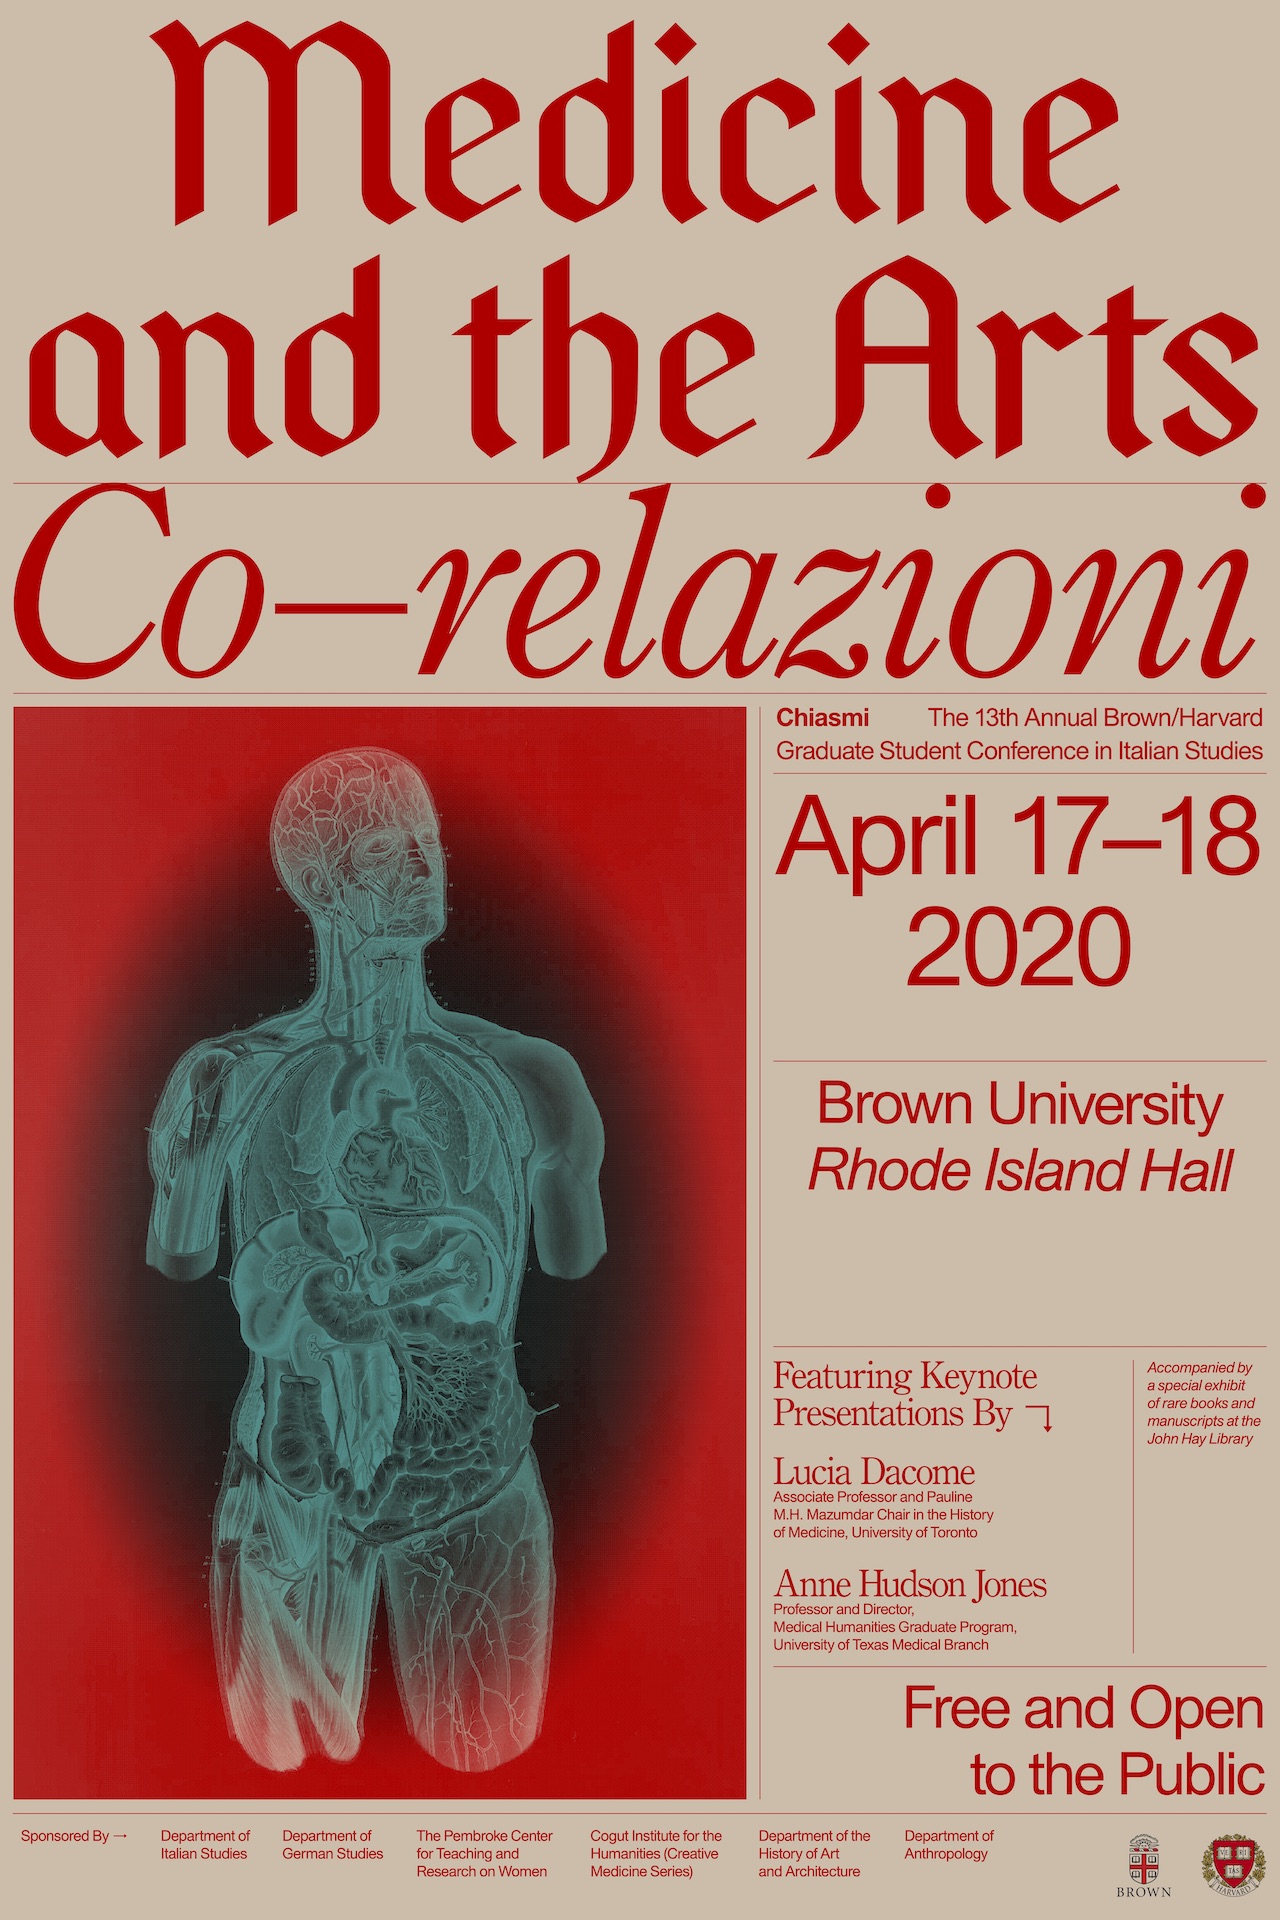 Medicine
and the Arts
Co–relazioni
Chiasmi The 13th Annual Brown/Harvard
Graduate Student Conference in Italian Studies
April 17–18
2020
Brown University
Rhode Island Hall
Featuring Keynote
Presentations By
Lucia Dacome
Associate Professor and Pauline
M.H. Mazumdar Chair in the History
of Medicine, University of Toronto
Anne Hudson Jones
Professor and Director,
Medical Humanities Graduate Program,
University of Texas Medical Branch
Accompanied by
a special exhibit
of rare books and
manuscripts at the
John Hay Library
Free and Open
to the Public
Sponsored By →
Department of
Italian Studies
Department of
German Studies
The Pembroke Center
for Teaching and
Research on Women
Cogut Institute for the
Humanities (Creative
Medicine Series)
Department of the
History of Art
and Architecture
Department of
Anthropology
BROWN
VE RI
TAS
HARVARD